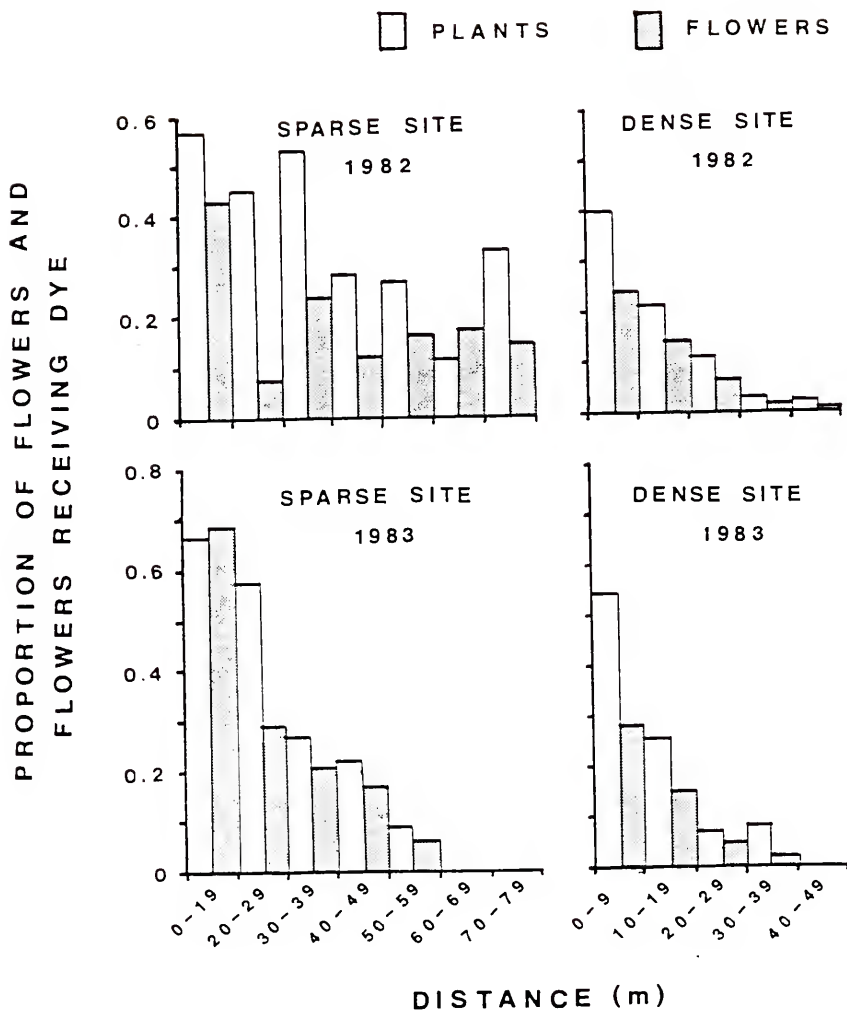 PLANTS
FLOWERS
PROPORTION OF FLOWERS AND
FLOWERS RECEIVING DYE
SPARSE SITE
1982
0.6
0.4
0.2
0
DENSE SITE
1982
SPARSE SITE
1983
0.8
0.6
0.4
0.2
0
DENSE SITE
1983
0-19
20-29
30-39
40-49
50-59
60-69
70-79
0-9
10-19
20-29
30-39
40-49
DISTANCE (m)